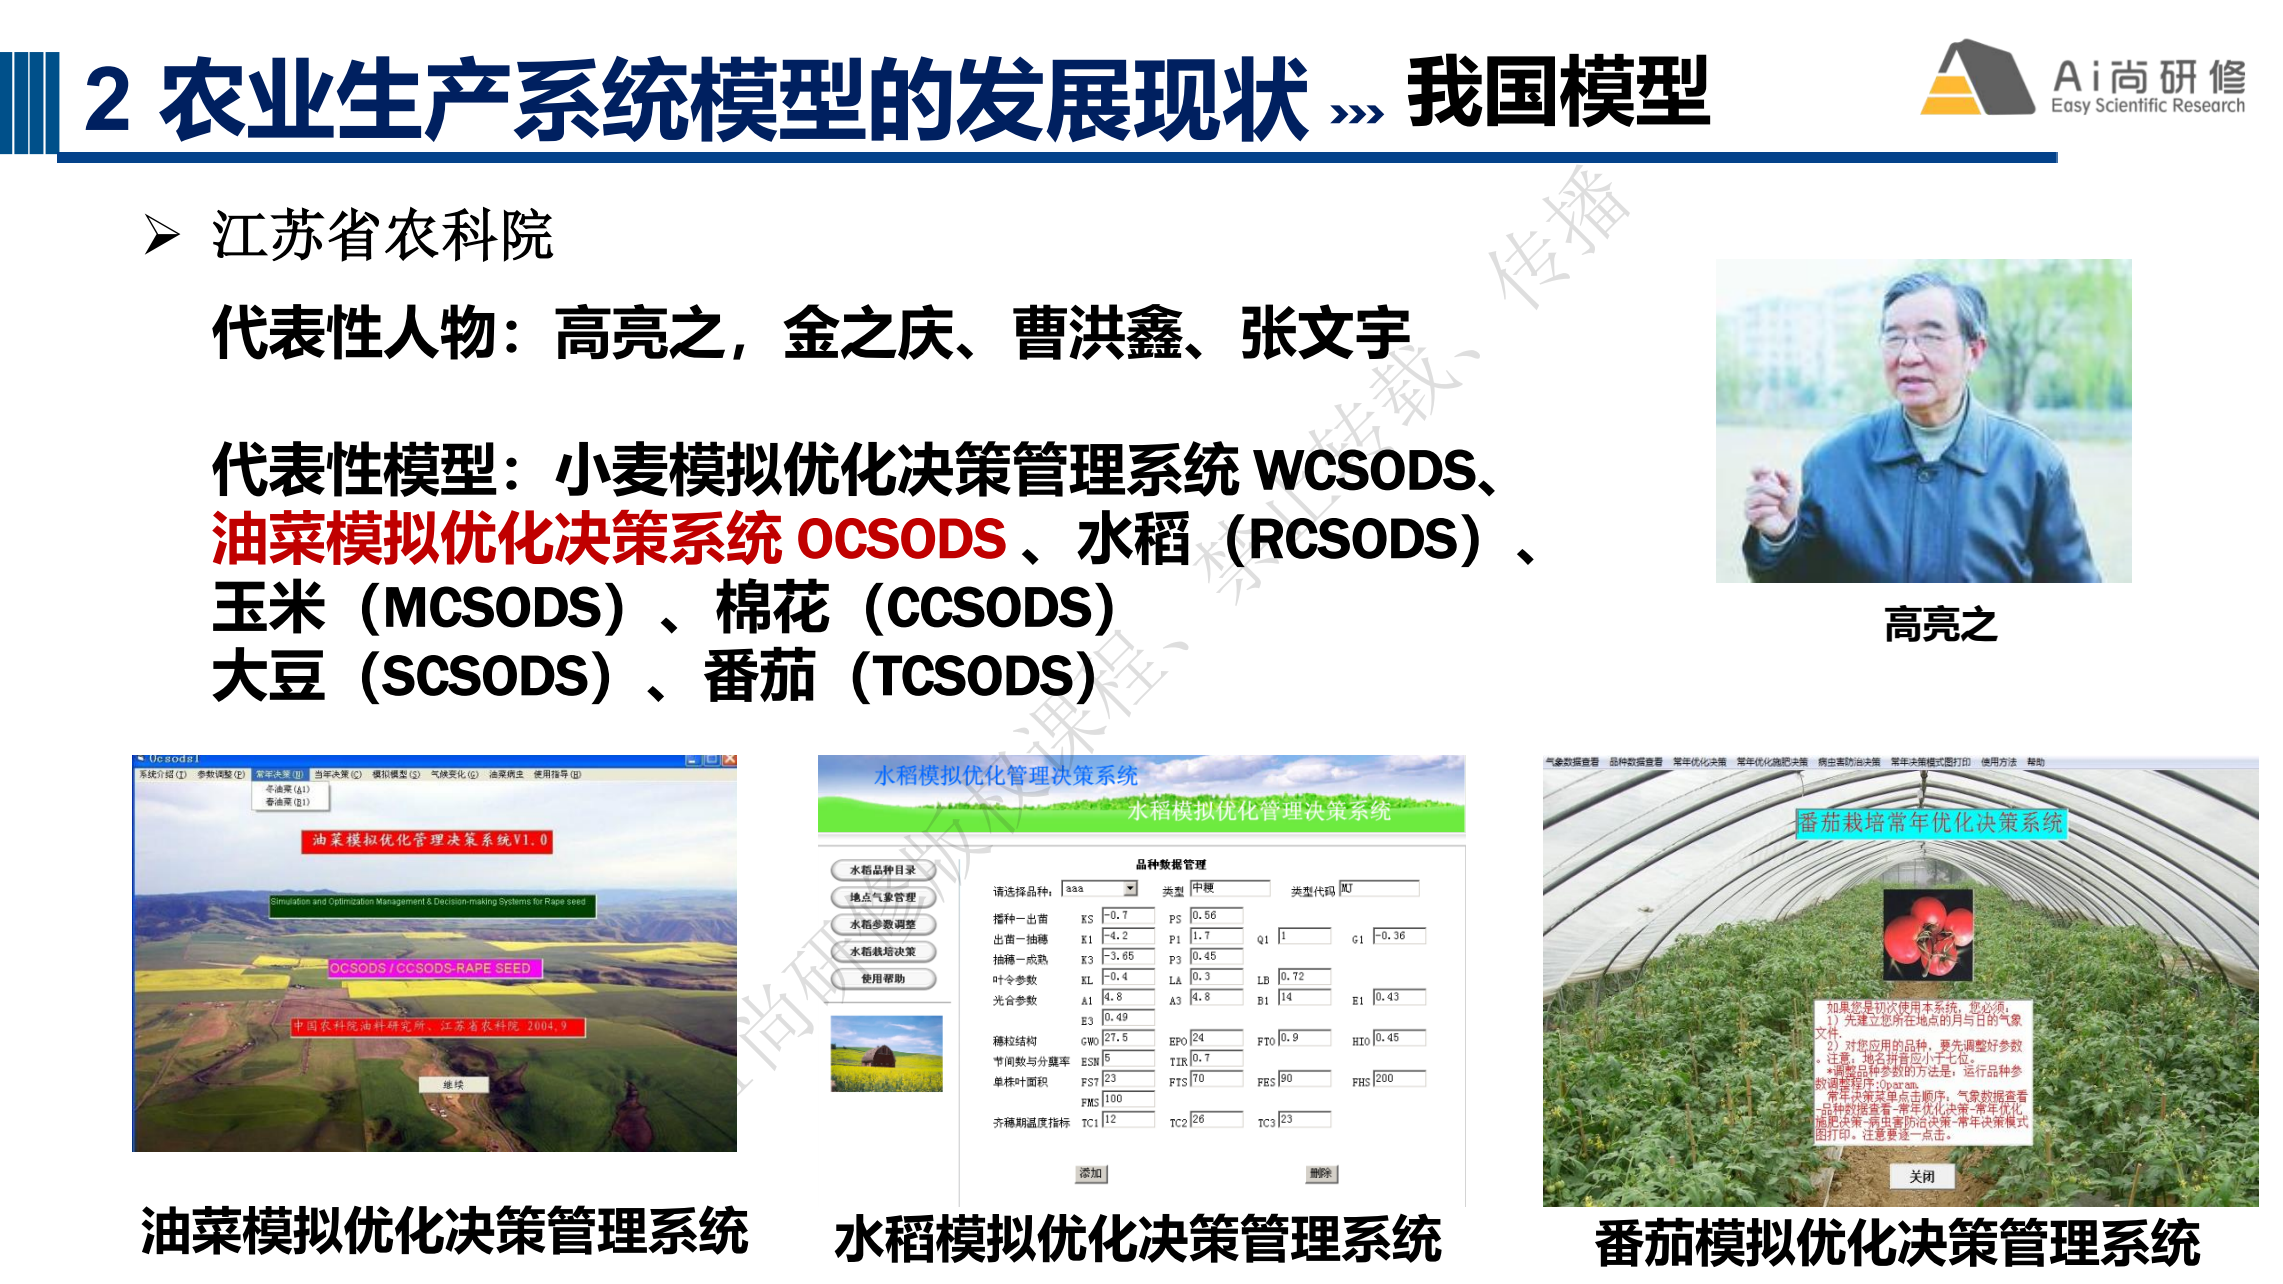 2 农业生产系统模型的发展现状 ››› 我国模型
Ai尚研修
Easy Scientific Research
➢ 江苏省农科院
代表性人物：高亮之，金之庆、曹洪鑫、张文宇
代表性模型：小麦模拟优化决策管理系统 WCSODS、
油菜模拟优化决策系统 OCSODS 、水稻（RCSODS）、
玉米（MCSODS）、棉花（CCSODS）
大豆（SCSODS）、番茄（TCSODS）
高亮之
尚研修版权课程、禁止转载、传播
Ocsods1
系统介绍(I) 参数调整(P) 常年决策(N) 当年决策(C) 模拟模型(S) 气候变化(G) 油菜病虫 使用指导(H)
冬油菜(A1)
春油菜(B1)
油菜模拟优化管理决策系统V1.0
Simulation and Optimization Management & Decision-making Systems for Rape seed
OCSODS / CCSODS-RAPE SEED
中国农科院油料研究所、江苏省农科院 2004,9
继续
油菜模拟优化决策管理系统
水稻模拟优化管理决策系统
水稻模拟优化管理决策系统
水稻品种目录
地点气象管理
水稻参数调整
水稻栽培决策
使用帮助
品种数据管理
请选择品种: aaa 类型 中粳 类型代码 MJ
播种—出苗 KS -0.7 PS 0.56
出苗—抽穗 K1 -4.2 P1 1.7 Q1 1 G1 -0.36
抽穗—成熟 K3 -3.65 P3 0.45
叶令参数 KL -0.4 LA 0.3 LB 0.72
光合参数 A1 4.8 A3 4.8 B1 14 E1 0.43
E3 0.49
穗粒结构 GWO 27.5 EPO 24 FTO 0.9 HIO 0.45
节间数与分蘖率 ESN 5 TIR 0.7
单株叶面积 FS7 23 FTS 70 FES 90 FHS 200
FMS 100
齐穗期温度指标 TC1 12 TC2 26 TC3 23
添加 删除
水稻模拟优化决策管理系统
气象数据查看 品种数据查看 常年优化决策 常年优化施肥决策 病虫害防治决策 常年决策模式图打印 使用方法 帮助
番茄栽培常年优化决策系统
如果您是初次使用本系统，您必须:
1) 先建立您所在地点的月与日的气象
文件.
2) 对您应用的品种，要先调整好参数
。注意，地名拼音应小于七位。
*调整品种参数的方法是：运行品种参
数调整程序:Oparam.
常年决策菜单点击顺序：气象数据查看
-品种数据查看-常年优化决策-常年优化
施肥决策-病虫害防治决策-常年决策模式
图打印。注意要逐一点击。
关闭
番茄模拟优化决策管理系统